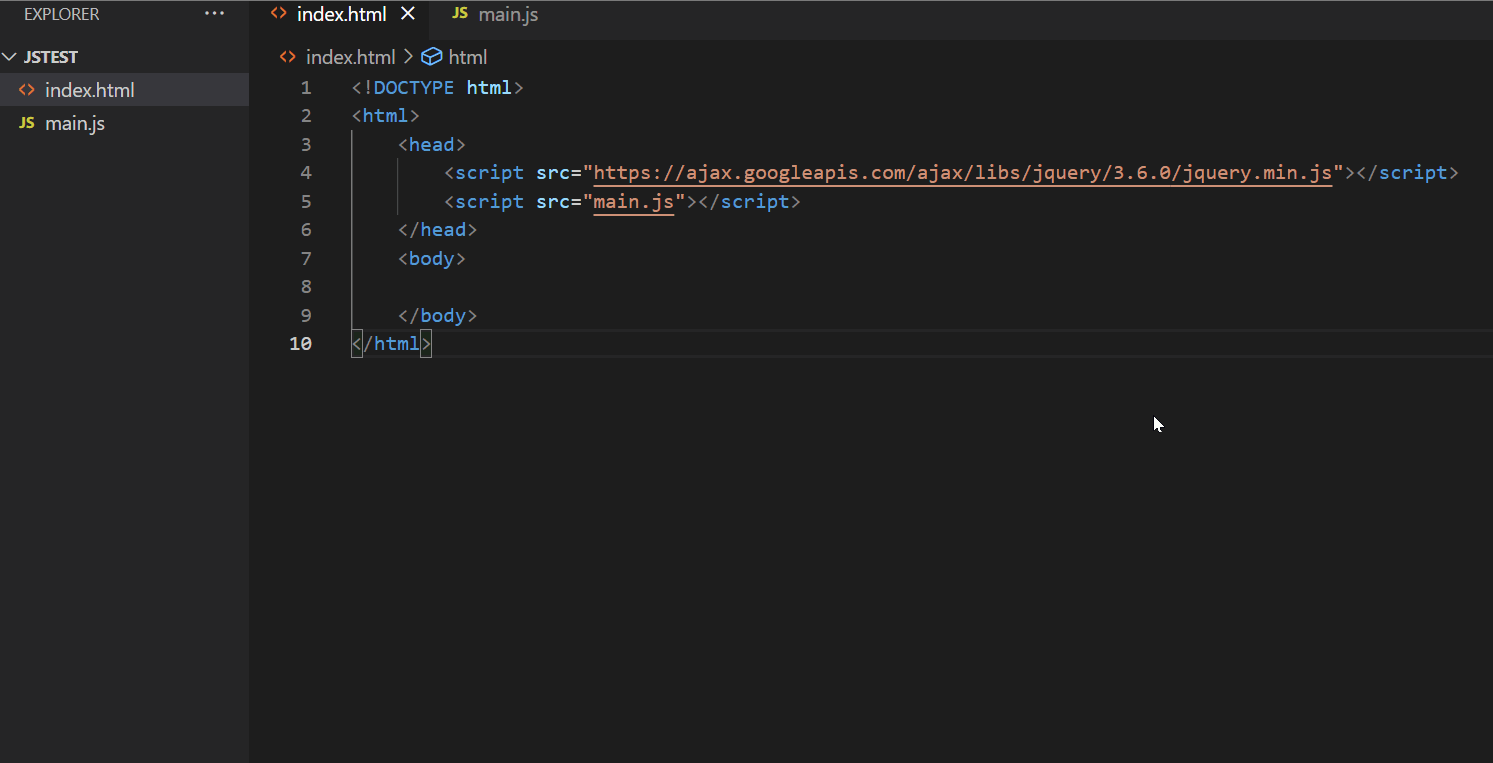 EXPLORER ···
<> index.html × JS main.js
JSTEST
<> index.html > html
<> index.html
JS main.js
1 <!DOCTYPE html>
2 <html>
3 <head>
4 <script src="https://ajax.googleapis.com/ajax/libs/jquery/3.6.0/jquery.min.js"></script>
5 <script src="main.js"></script>
6 </head>
7 <body>
8
9 </body>
10 </html>